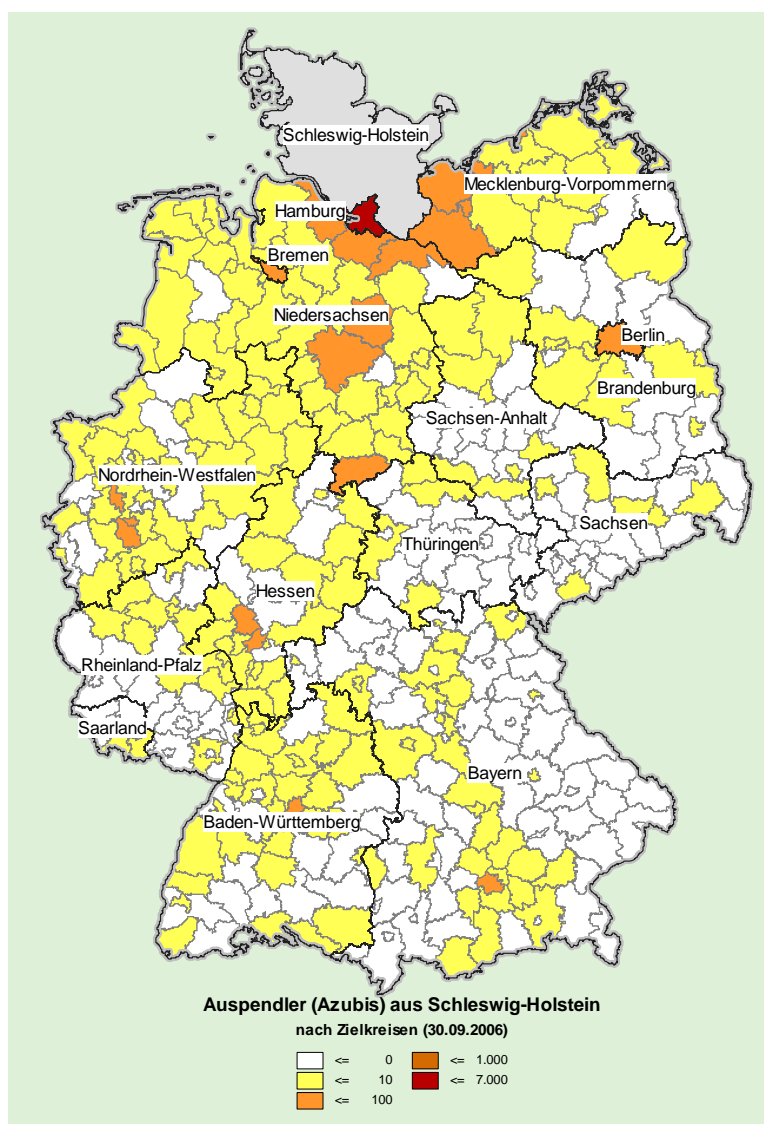 Schleswig-Holstein
Mecklenburg-Vorpommern
Hamburg
Bremen
Niedersachsen
Berlin
Brandenburg
Sachsen-Anhalt
Nordrhein-Westfalen
Sachsen
Thüringen
Hessen
Rheinland-Pfalz
Saarland
Bayern
Baden-Württemberg
Auspendler (Azubis) aus Schleswig-Holstein
nach Zielkreisen (30.09.2006)
<= 0 <= 1.000
<= 10 <= 7.000
<= 100